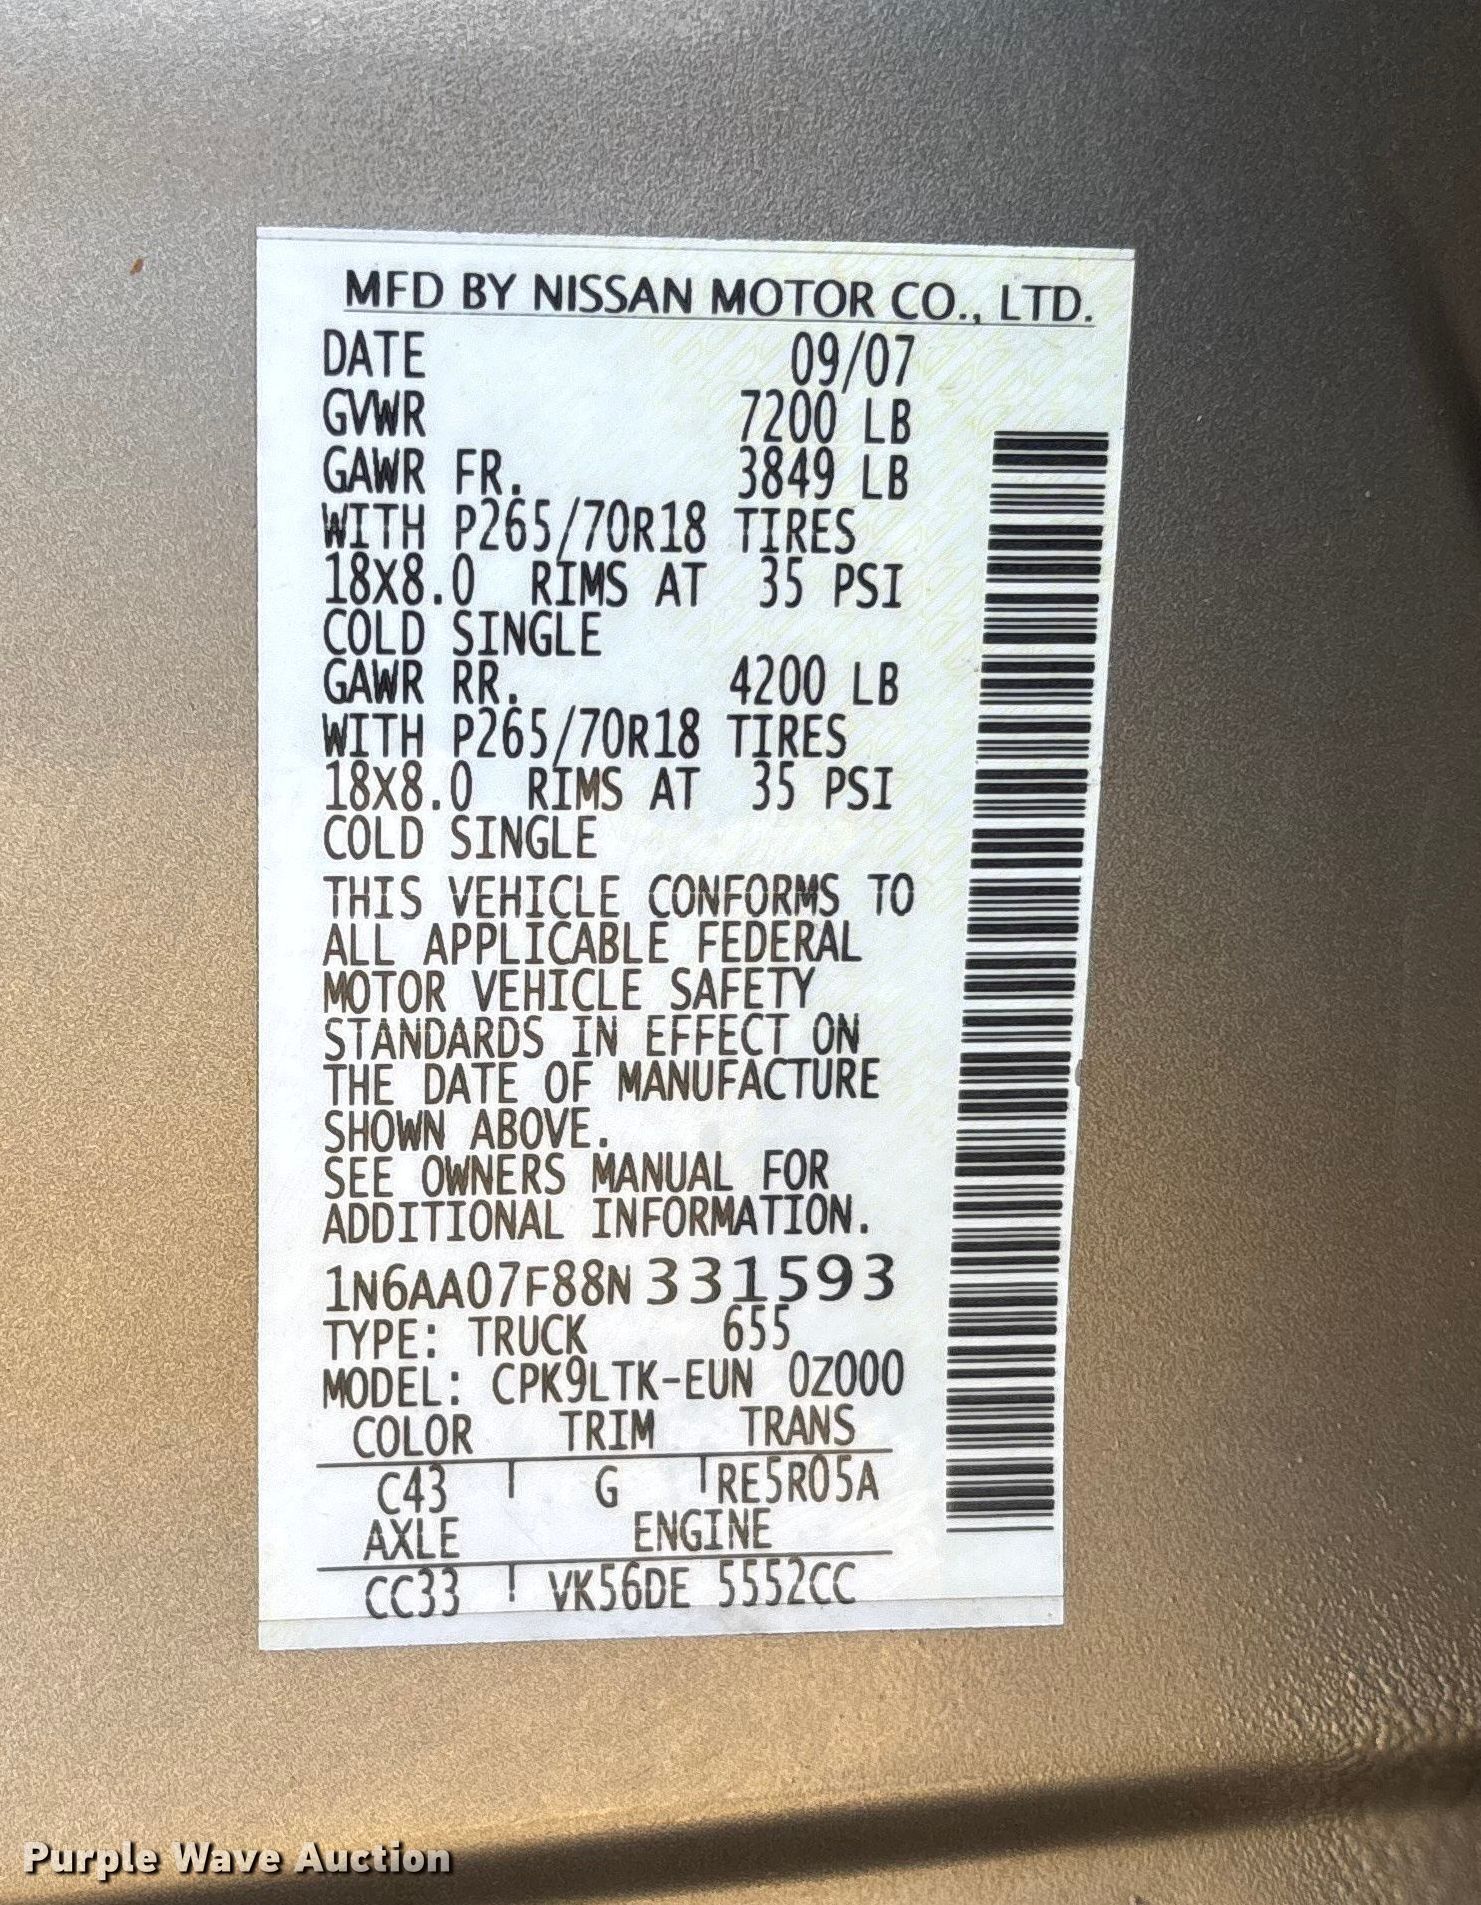 MFD BY NISSAN MOTOR CO., LTD.
DATE 09/07
GVWR 7200 LB
GAWR FR. 3849 LB
WITH P265/70R18 TIRES
18X8.0 RIMS AT 35 PSI
COLD SINGLE
GAWR RR. 4200 LB
WITH P265/70R18 TIRES
18X8.0 RIMS AT 35 PSI
COLD SINGLE
THIS VEHICLE CONFORMS TO
ALL APPLICABLE FEDERAL
MOTOR VEHICLE SAFETY
STANDARDS IN EFFECT ON
THE DATE OF MANUFACTURE
SHOWN ABOVE.
SEE OWNERS MANUAL FOR
ADDITIONAL INFORMATION.
1N6AA07F88N331593
TYPE: TRUCK 655
MODEL: CPK9LTK-EUN 0Z000
COLOR TRIM TRANS
C43 G RE5R05A
AXLE ENGINE
CC33 VK56DE 5552CC
Purple Wave Auction